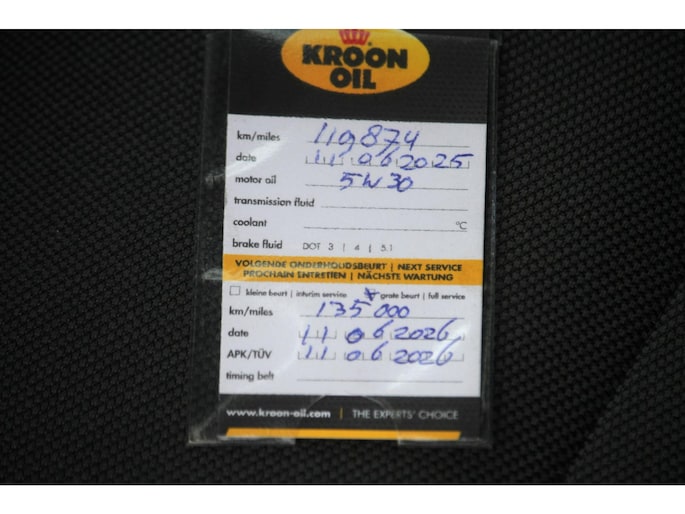 KROON
OIL
km/miles 119874
date 11 06 2025
motor oil 5W30
transmission fluid
coolant °C
brake fluid DOT 3 | 4 | 5.1
VOLGENDE ONDERHOUDSBEURT | NEXT SERVICE
PROCHAIN ENTRETIEN | NÄCHSTE WARTUNG
kleine beurt | interim service grote beurt | full service
km/miles 135000
date 11 06 2026
APK/TÜV 11 06 2026
timing belt
www.kroon-oil.com | THE EXPERTS' CHOICE